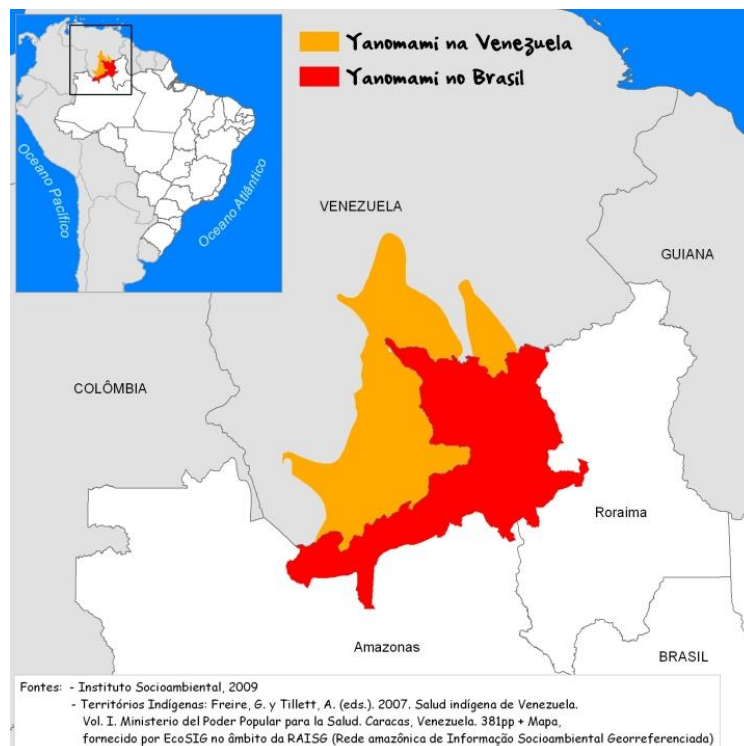 Yanomami na Venezuela
Yanomami no Brasil
Oceano Pacífico
Oceano Atlântico
VENEZUELA
GUIANA
COLÔMBIA
Roraima
Amazonas
BRASIL
Fontes: - Instituto Socioambiental, 2009
- Territórios Indígenas: Freire, G. y Tillett, A. (eds.). 2007. Salud indígena de Venezuela.
Vol. I. Ministerio del Poder Popular para la Salud. Caracas, Venezuela. 381pp + Mapa,
fornecido por EcoSIG no âmbito da RAISG (Rede amazônica de Informação Socioambiental Georreferenciada)